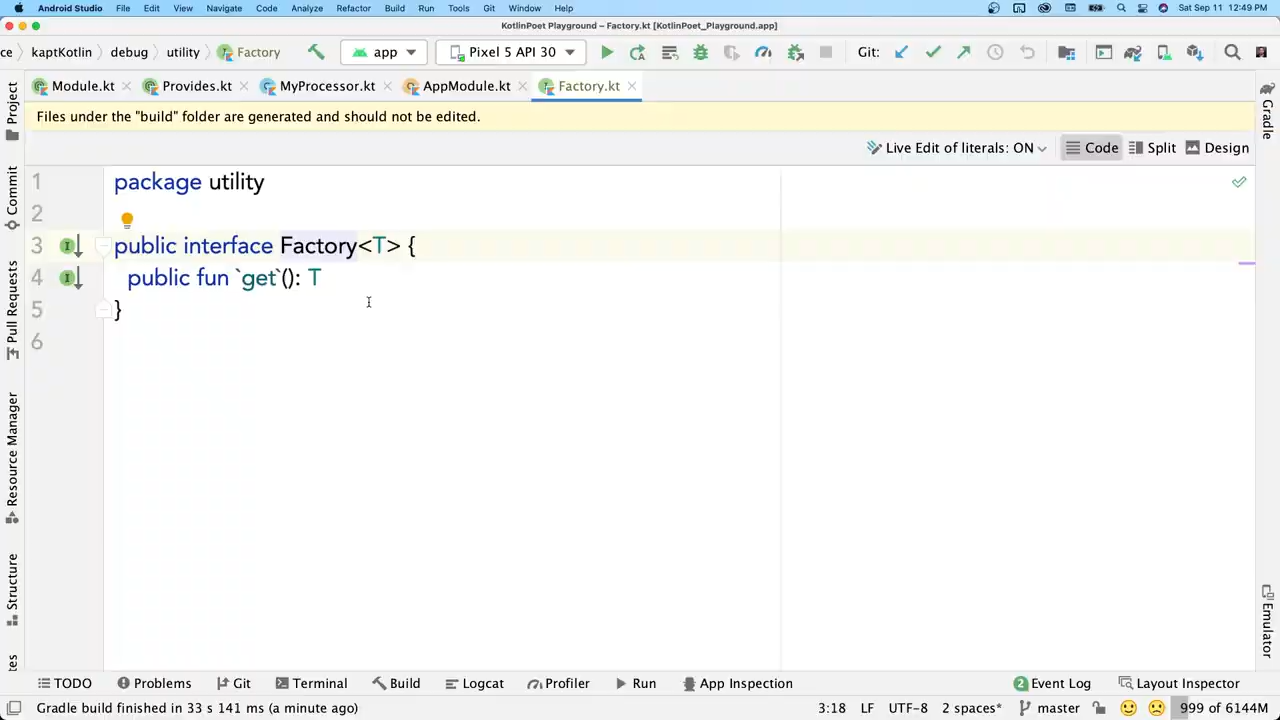 Android Studio File Edit View Navigate Code Analyze Refactor Build Run Tools Git Window Help Sat Sep 11 12:49 PM
KotlinPoet Playground – Factory.kt [KotlinPoet_Playground.app]
ce kaptKotlin debug utility Factory app Pixel 5 API 30 Git:
Module.kt Provides.kt MyProcessor.kt AppModule.kt Factory.kt
Files under the "build" folder are generated and should not be edited.
Live Edit of literals: ON Code Split Design
1 package utility
2
3 public interface Factory<T> {
4 public fun `get`(): T
5 }
6
Project
Commit
Pull Requests
Resource Manager
Structure
tes
Gradle
Emulator
TODO Problems Git Terminal Build Logcat Profiler Run App Inspection 2 Event Log Layout Inspector
Gradle build finished in 33 s 141 ms (a minute ago) 3:18 LF UTF-8 2 spaces* master 999 of 6144M